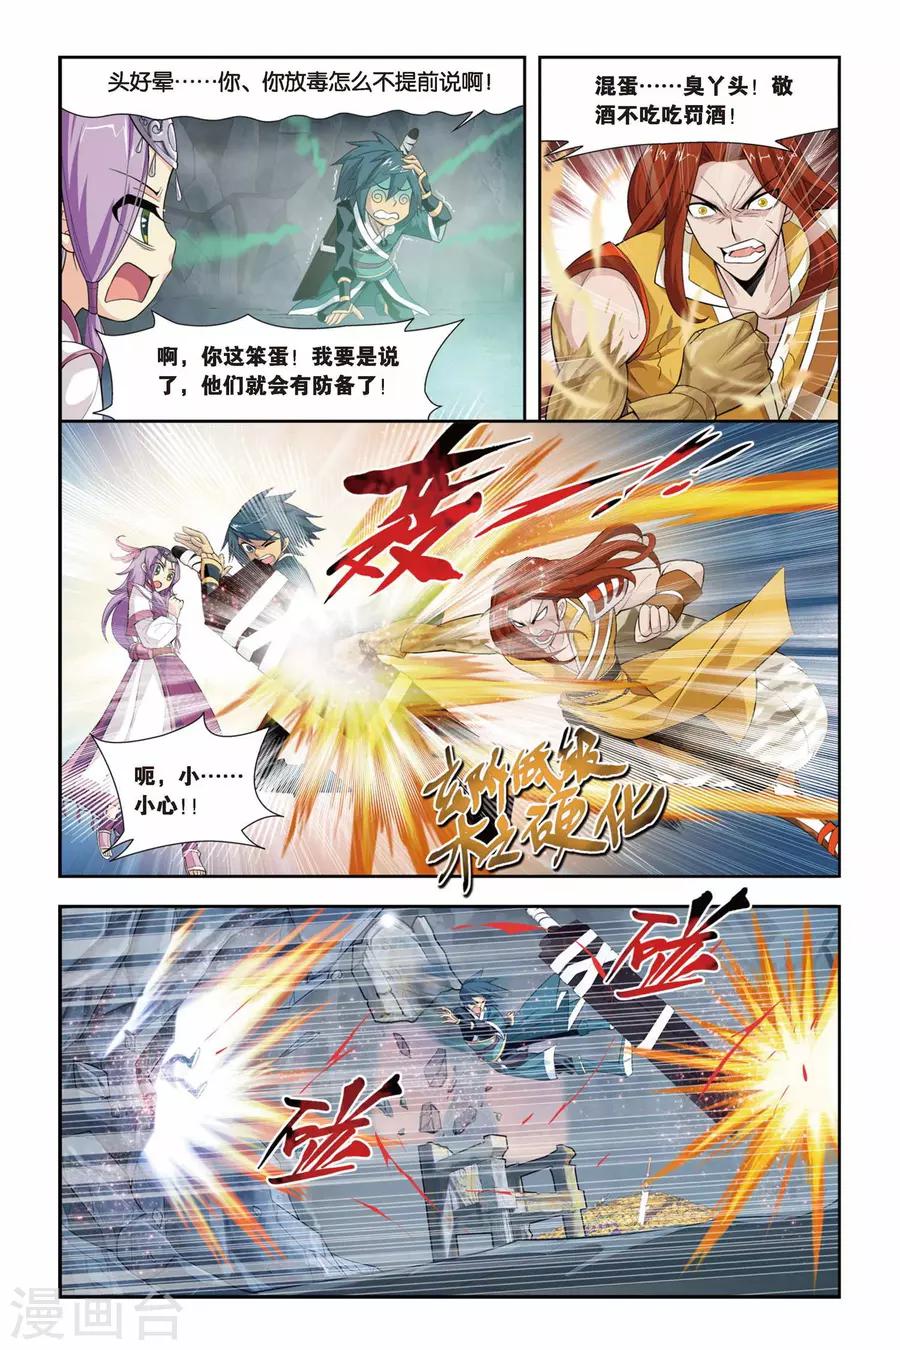 头好晕……你、你放毒怎么不提前说啊！
啊，你这笨蛋！我要是说
了，他们就会有防备了！
混蛋……臭丫头！敬
酒不吃吃罚酒！
轰
呃，小……
小心！！
玄阶低级
木土硬化
碰
碰
漫画台